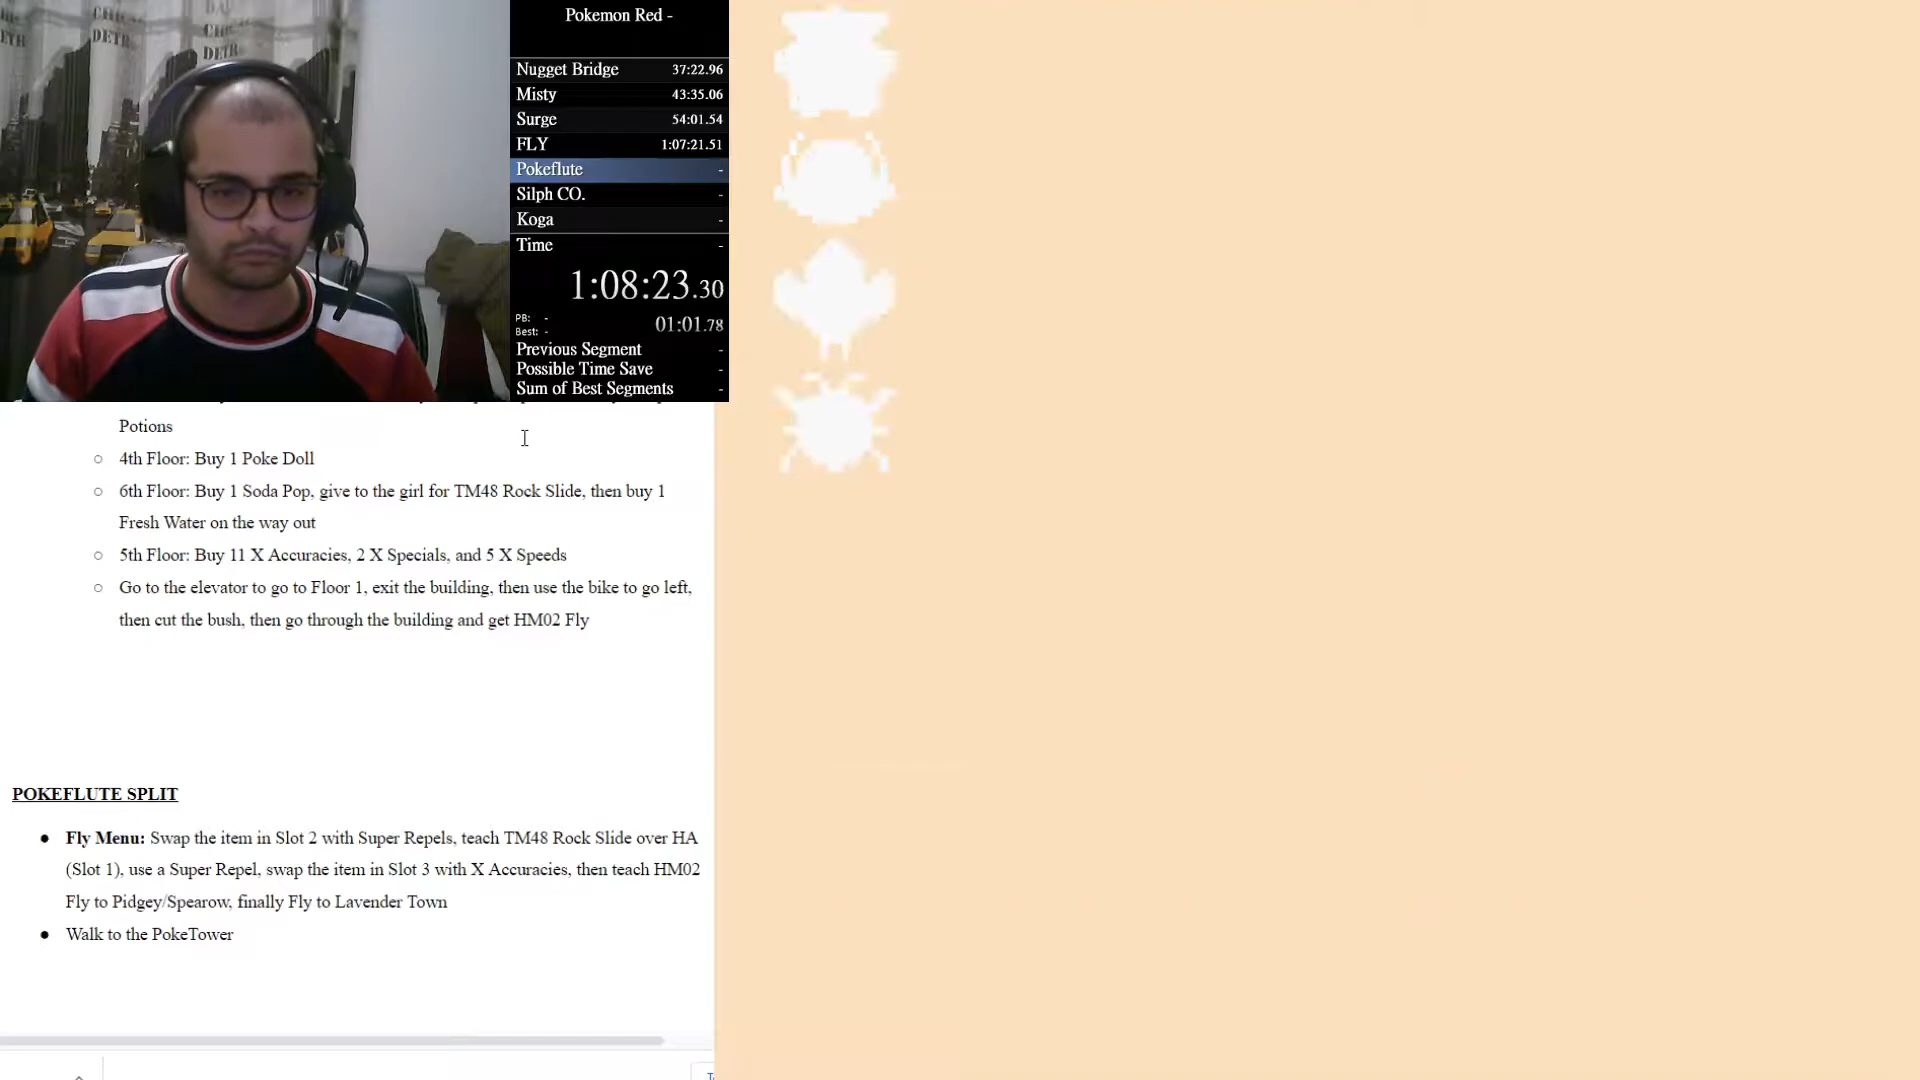 Pokemon Red -
Nugget Bridge 37:22.96
Misty 43:35.06
Surge 54:01.54
FLY 1:07:21.51
Pokeflute -
Silph CO. -
Koga -
Time -
1:08:23.30
PB: -
Best: -
01:01.78
Previous Segment -
Possible Time Save -
Sum of Best Segments -
Potions
○ 4th Floor: Buy 1 Poke Doll
○ 6th Floor: Buy 1 Soda Pop, give to the girl for TM48 Rock Slide, then buy 1
Fresh Water on the way out
○ 5th Floor: Buy 11 X Accuracies, 2 X Specials, and 5 X Speeds
○ Go to the elevator to go to Floor 1, exit the building, then use the bike to go left,
then cut the bush, then go through the building and get HM02 Fly
POKEFLUTE SPLIT
● Fly Menu: Swap the item in Slot 2 with Super Repels, teach TM48 Rock Slide over HA
(Slot 1), use a Super Repel, swap the item in Slot 3 with X Accuracies, then teach HM02
Fly to Pidgey/Spearow, finally Fly to Lavender Town
● Walk to the PokeTower